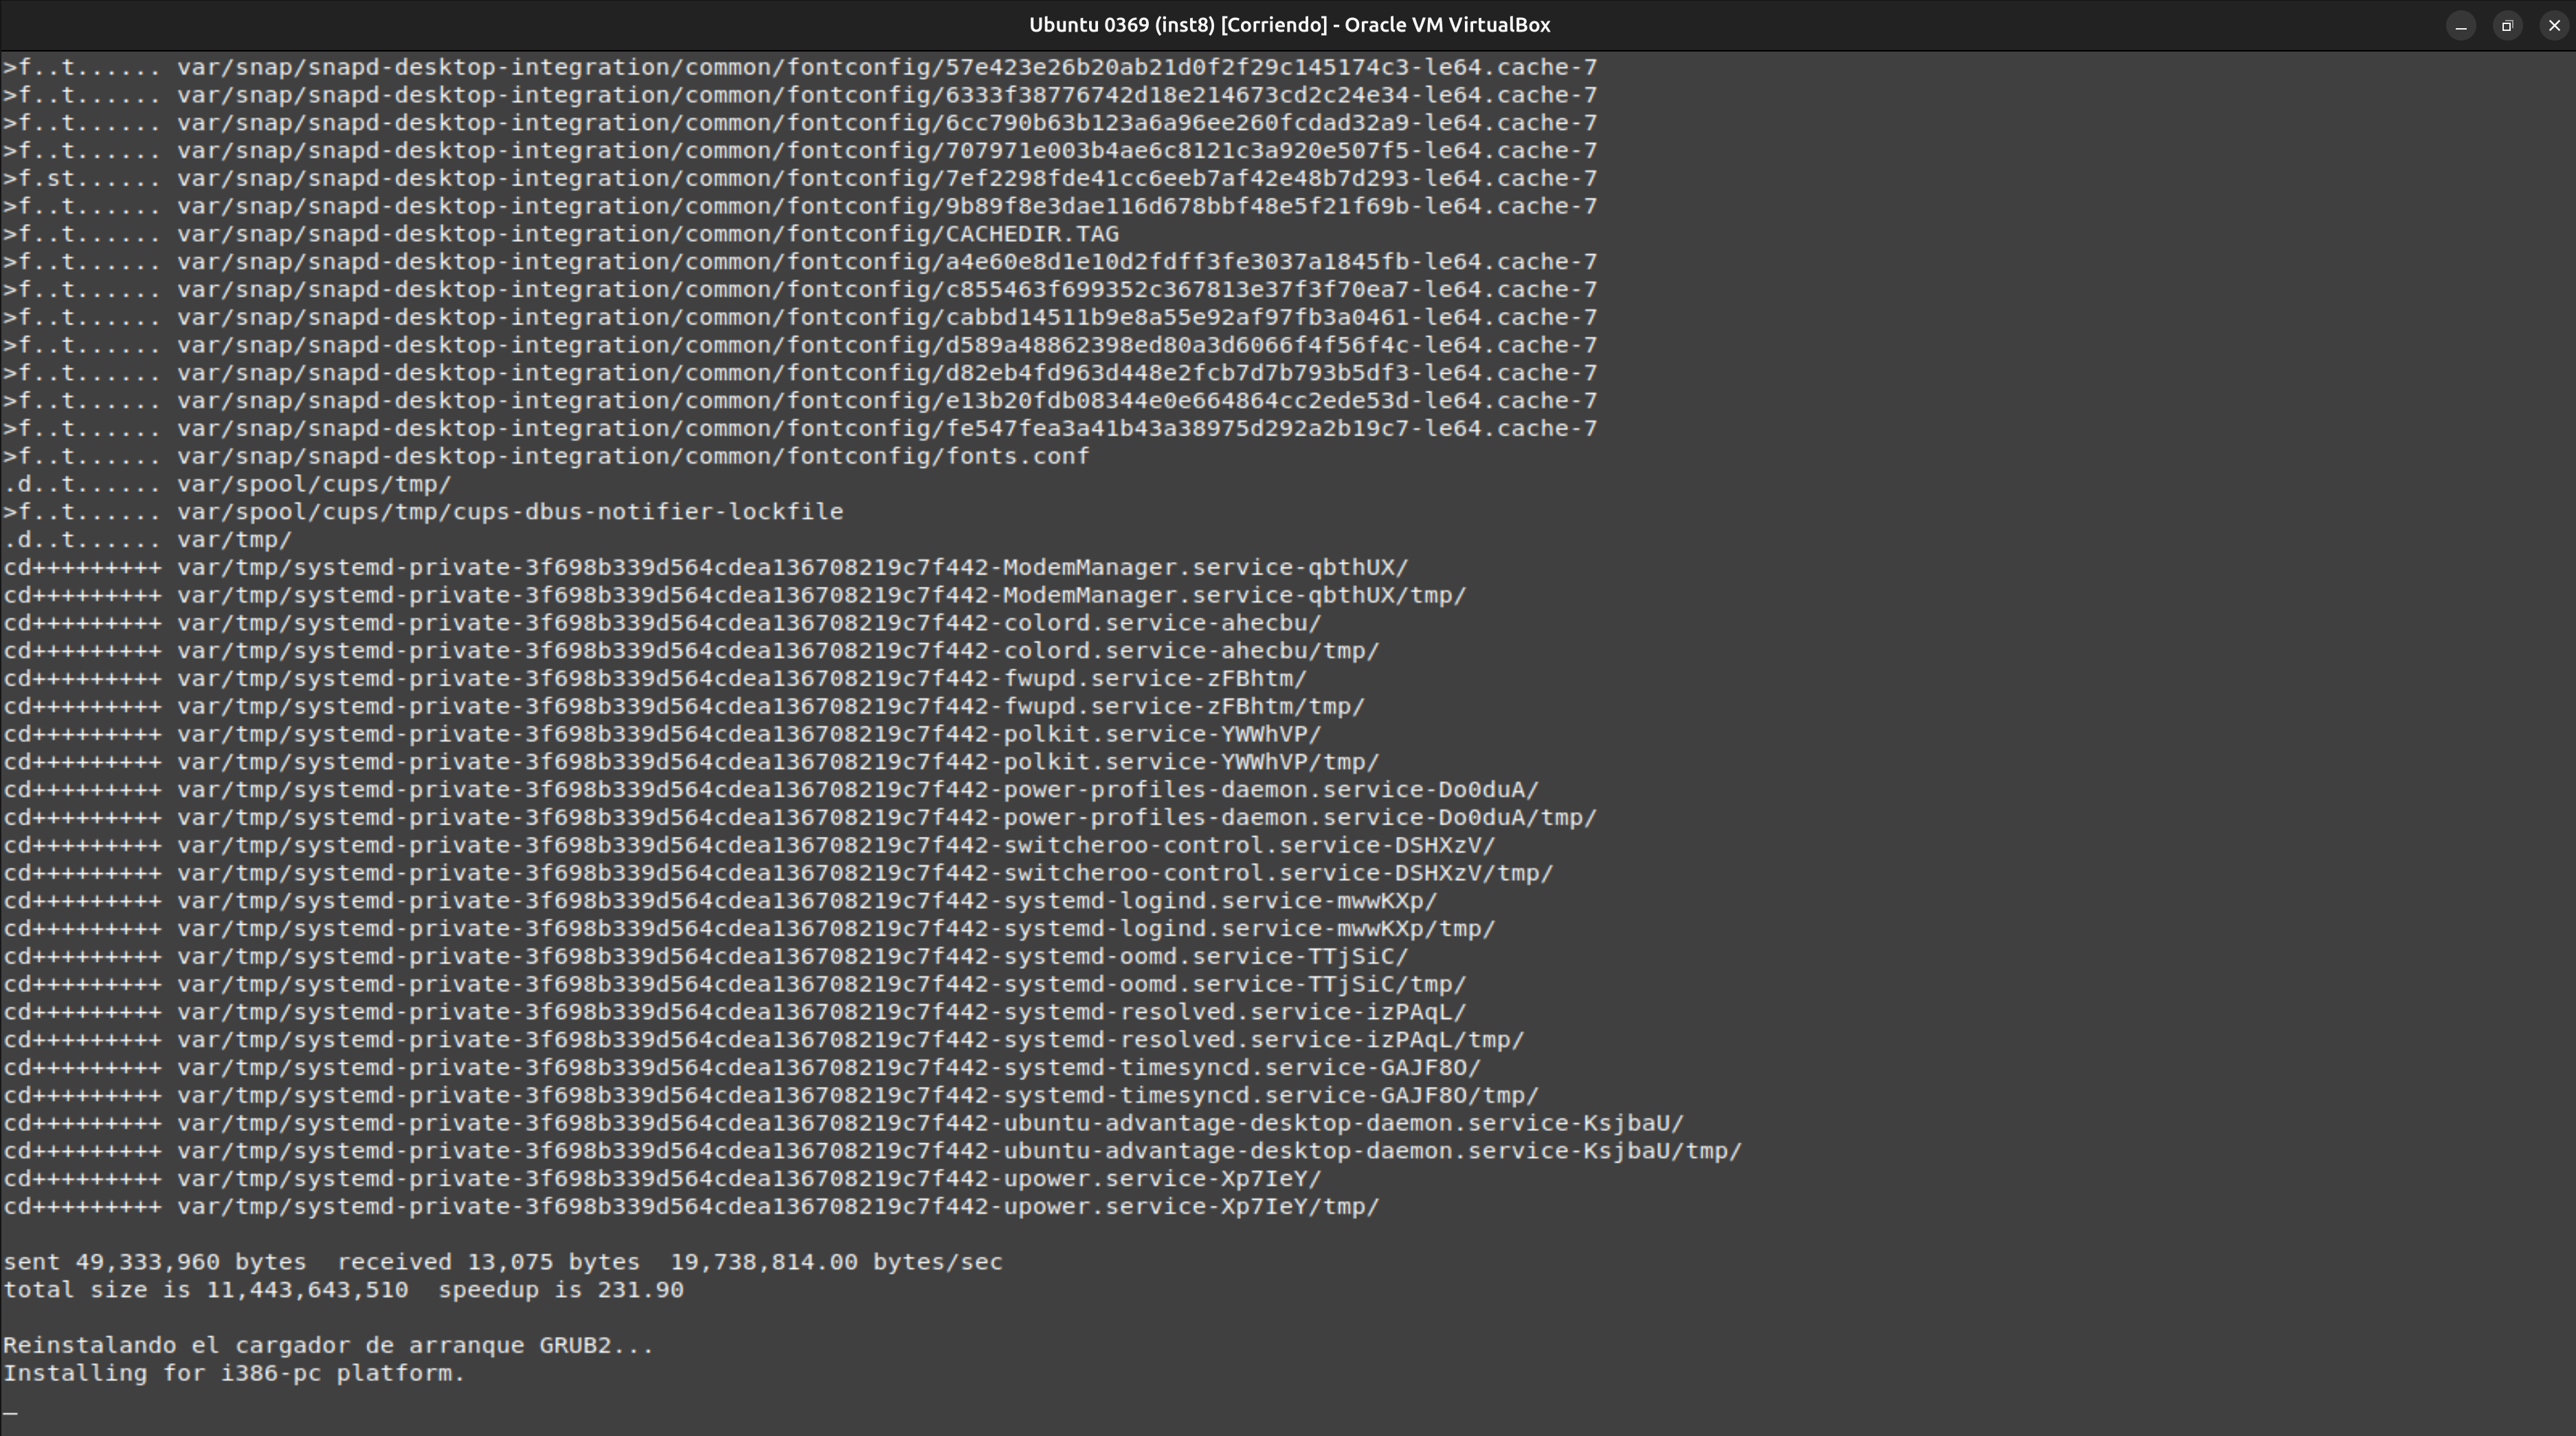 Ubuntu 0369 (inst8) [Corriendo] - Oracle VM VirtualBox
>f..t...... var/snap/snapd-desktop-integration/common/fontconfig/57e423e26b20ab21d0f2f29c145174c3-le64.cache-7
>f..t...... var/snap/snapd-desktop-integration/common/fontconfig/6333f38776742d18e214673cd2c24e34-le64.cache-7
>f..t...... var/snap/snapd-desktop-integration/common/fontconfig/6cc790b63b123a6a96ee260fcdad32a9-le64.cache-7
>f..t...... var/snap/snapd-desktop-integration/common/fontconfig/707971e003b4ae6c8121c3a920e507f5-le64.cache-7
>f.st...... var/snap/snapd-desktop-integration/common/fontconfig/7ef2298fde41cc6eeb7af42e48b7d293-le64.cache-7
>f..t...... var/snap/snapd-desktop-integration/common/fontconfig/9b89f8e3dae116d678bbf48e5f21f69b-le64.cache-7
>f..t...... var/snap/snapd-desktop-integration/common/fontconfig/CACHEDIR.TAG
>f..t...... var/snap/snapd-desktop-integration/common/fontconfig/a4e60e8d1e10d2fdff3fe3037a1845fb-le64.cache-7
>f..t...... var/snap/snapd-desktop-integration/common/fontconfig/c855463f699352c367813e37f3f70ea7-le64.cache-7
>f..t...... var/snap/snapd-desktop-integration/common/fontconfig/cabbd14511b9e8a55e92af97fb3a0461-le64.cache-7
>f..t...... var/snap/snapd-desktop-integration/common/fontconfig/d589a48862398ed80a3d6066f4f56f4c-le64.cache-7
>f..t...... var/snap/snapd-desktop-integration/common/fontconfig/d82eb4fd963d448e2fcb7d7b793b5df3-le64.cache-7
>f..t...... var/snap/snapd-desktop-integration/common/fontconfig/e13b20fdb08344e0e664864cc2ede53d-le64.cache-7
>f..t...... var/snap/snapd-desktop-integration/common/fontconfig/fe547fea3a41b43a38975d292a2b19c7-le64.cache-7
>f..t...... var/snap/snapd-desktop-integration/common/fontconfig/fonts.conf
.d..t...... var/spool/cups/tmp/
>f..t...... var/spool/cups/tmp/cups-dbus-notifier-lockfile
.d..t...... var/tmp/
cd+++++++++ var/tmp/systemd-private-3f698b339d564cdea136708219c7f442-ModemManager.service-qbthUX/
cd+++++++++ var/tmp/systemd-private-3f698b339d564cdea136708219c7f442-ModemManager.service-qbthUX/tmp/
cd+++++++++ var/tmp/systemd-private-3f698b339d564cdea136708219c7f442-colord.service-ahecbu/
cd+++++++++ var/tmp/systemd-private-3f698b339d564cdea136708219c7f442-colord.service-ahecbu/tmp/
cd+++++++++ var/tmp/systemd-private-3f698b339d564cdea136708219c7f442-fwupd.service-zFBhtm/
cd+++++++++ var/tmp/systemd-private-3f698b339d564cdea136708219c7f442-fwupd.service-zFBhtm/tmp/
cd+++++++++ var/tmp/systemd-private-3f698b339d564cdea136708219c7f442-polkit.service-YWWhVP/
cd+++++++++ var/tmp/systemd-private-3f698b339d564cdea136708219c7f442-polkit.service-YWWhVP/tmp/
cd+++++++++ var/tmp/systemd-private-3f698b339d564cdea136708219c7f442-power-profiles-daemon.service-Do0duA/
cd+++++++++ var/tmp/systemd-private-3f698b339d564cdea136708219c7f442-power-profiles-daemon.service-Do0duA/tmp/
cd+++++++++ var/tmp/systemd-private-3f698b339d564cdea136708219c7f442-switcheroo-control.service-DSHXzV/
cd+++++++++ var/tmp/systemd-private-3f698b339d564cdea136708219c7f442-switcheroo-control.service-DSHXzV/tmp/
cd+++++++++ var/tmp/systemd-private-3f698b339d564cdea136708219c7f442-systemd-logind.service-mwwKXp/
cd+++++++++ var/tmp/systemd-private-3f698b339d564cdea136708219c7f442-systemd-logind.service-mwwKXp/tmp/
cd+++++++++ var/tmp/systemd-private-3f698b339d564cdea136708219c7f442-systemd-oomd.service-TTjSiC/
cd+++++++++ var/tmp/systemd-private-3f698b339d564cdea136708219c7f442-systemd-oomd.service-TTjSiC/tmp/
cd+++++++++ var/tmp/systemd-private-3f698b339d564cdea136708219c7f442-systemd-resolved.service-izPAqL/
cd+++++++++ var/tmp/systemd-private-3f698b339d564cdea136708219c7f442-systemd-resolved.service-izPAqL/tmp/
cd+++++++++ var/tmp/systemd-private-3f698b339d564cdea136708219c7f442-systemd-timesyncd.service-GAJF8O/
cd+++++++++ var/tmp/systemd-private-3f698b339d564cdea136708219c7f442-systemd-timesyncd.service-GAJF8O/tmp/
cd+++++++++ var/tmp/systemd-private-3f698b339d564cdea136708219c7f442-ubuntu-advantage-desktop-daemon.service-KsjbaU/
cd+++++++++ var/tmp/systemd-private-3f698b339d564cdea136708219c7f442-ubuntu-advantage-desktop-daemon.service-KsjbaU/tmp/
cd+++++++++ var/tmp/systemd-private-3f698b339d564cdea136708219c7f442-upower.service-Xp7IeY/
cd+++++++++ var/tmp/systemd-private-3f698b339d564cdea136708219c7f442-upower.service-Xp7IeY/tmp/
sent 49,333,960 bytes  received 13,075 bytes  19,738,814.00 bytes/sec
total size is 11,443,643,510  speedup is 231.90
Reinstalando el cargador de arranque GRUB2...
Installing for i386-pc platform.